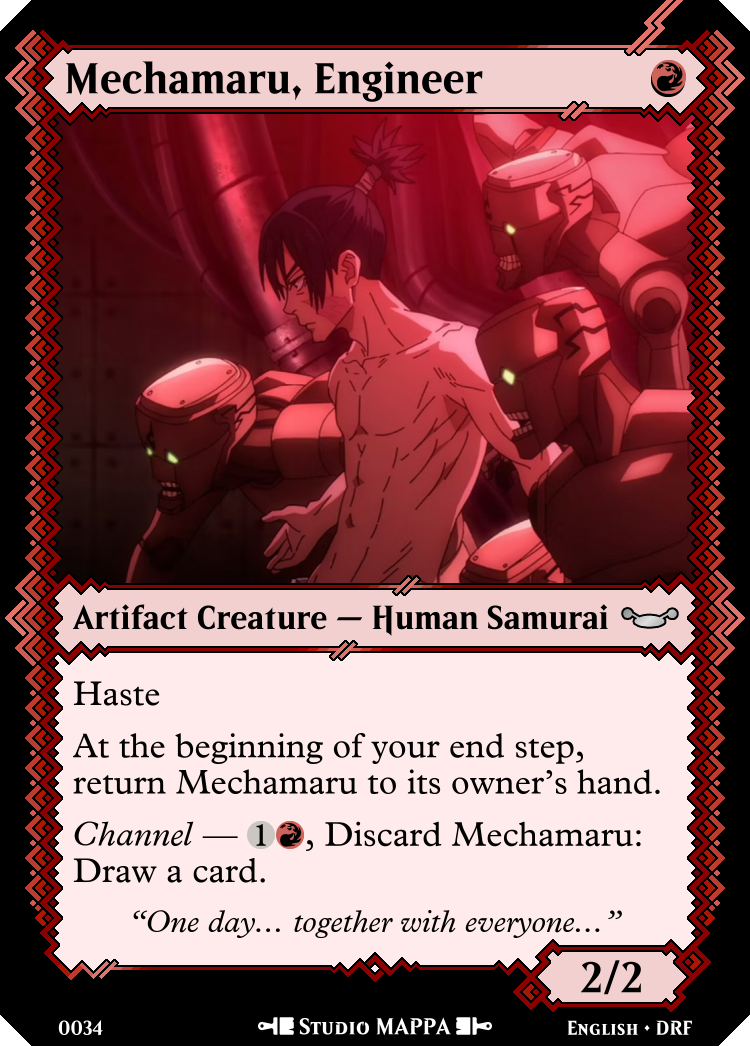 Mechamaru, Engineer
Artifact Creature — Human Samurai
Haste
At the beginning of your end step,
return Mechamaru to its owner's hand.
Channel — 1, Discard Mechamaru:
Draw a card.
“One day… together with everyone…”
2/2
0034
Studio MAPPA
English • DRF